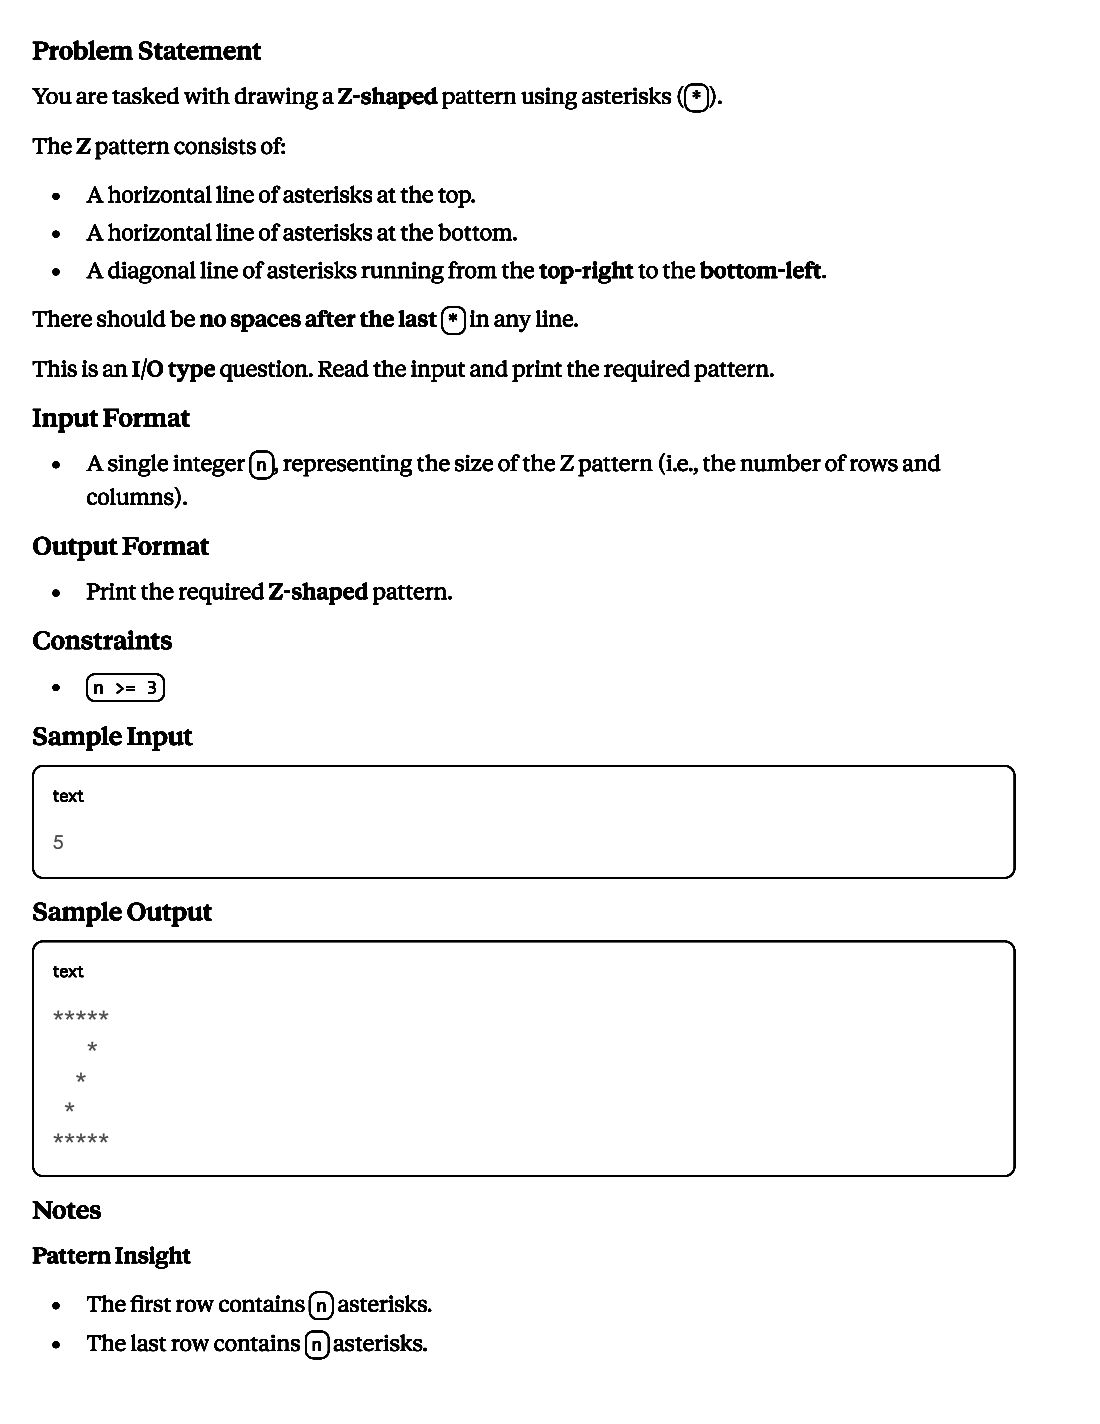 Problem Statement
You are tasked with drawing a Z-shaped pattern using asterisks (*).
The Z pattern consists of:
• A horizontal line of asterisks at the top.
• A horizontal line of asterisks at the bottom.
• A diagonal line of asterisks running from the top-right to the bottom-left.
There should be no spaces after the last * in any line.
This is an I/O type question. Read the input and print the required pattern.
Input Format
• A single integer n, representing the size of the Z pattern (i.e., the number of rows and
columns).
Output Format
• Print the required Z-shaped pattern.
Constraints
• n >= 3
Sample Input
text
5
Sample Output
text
*****
   *
  *
 *
*****
Notes
Pattern Insight
• The first row contains n asterisks.
• The last row contains n asterisks.